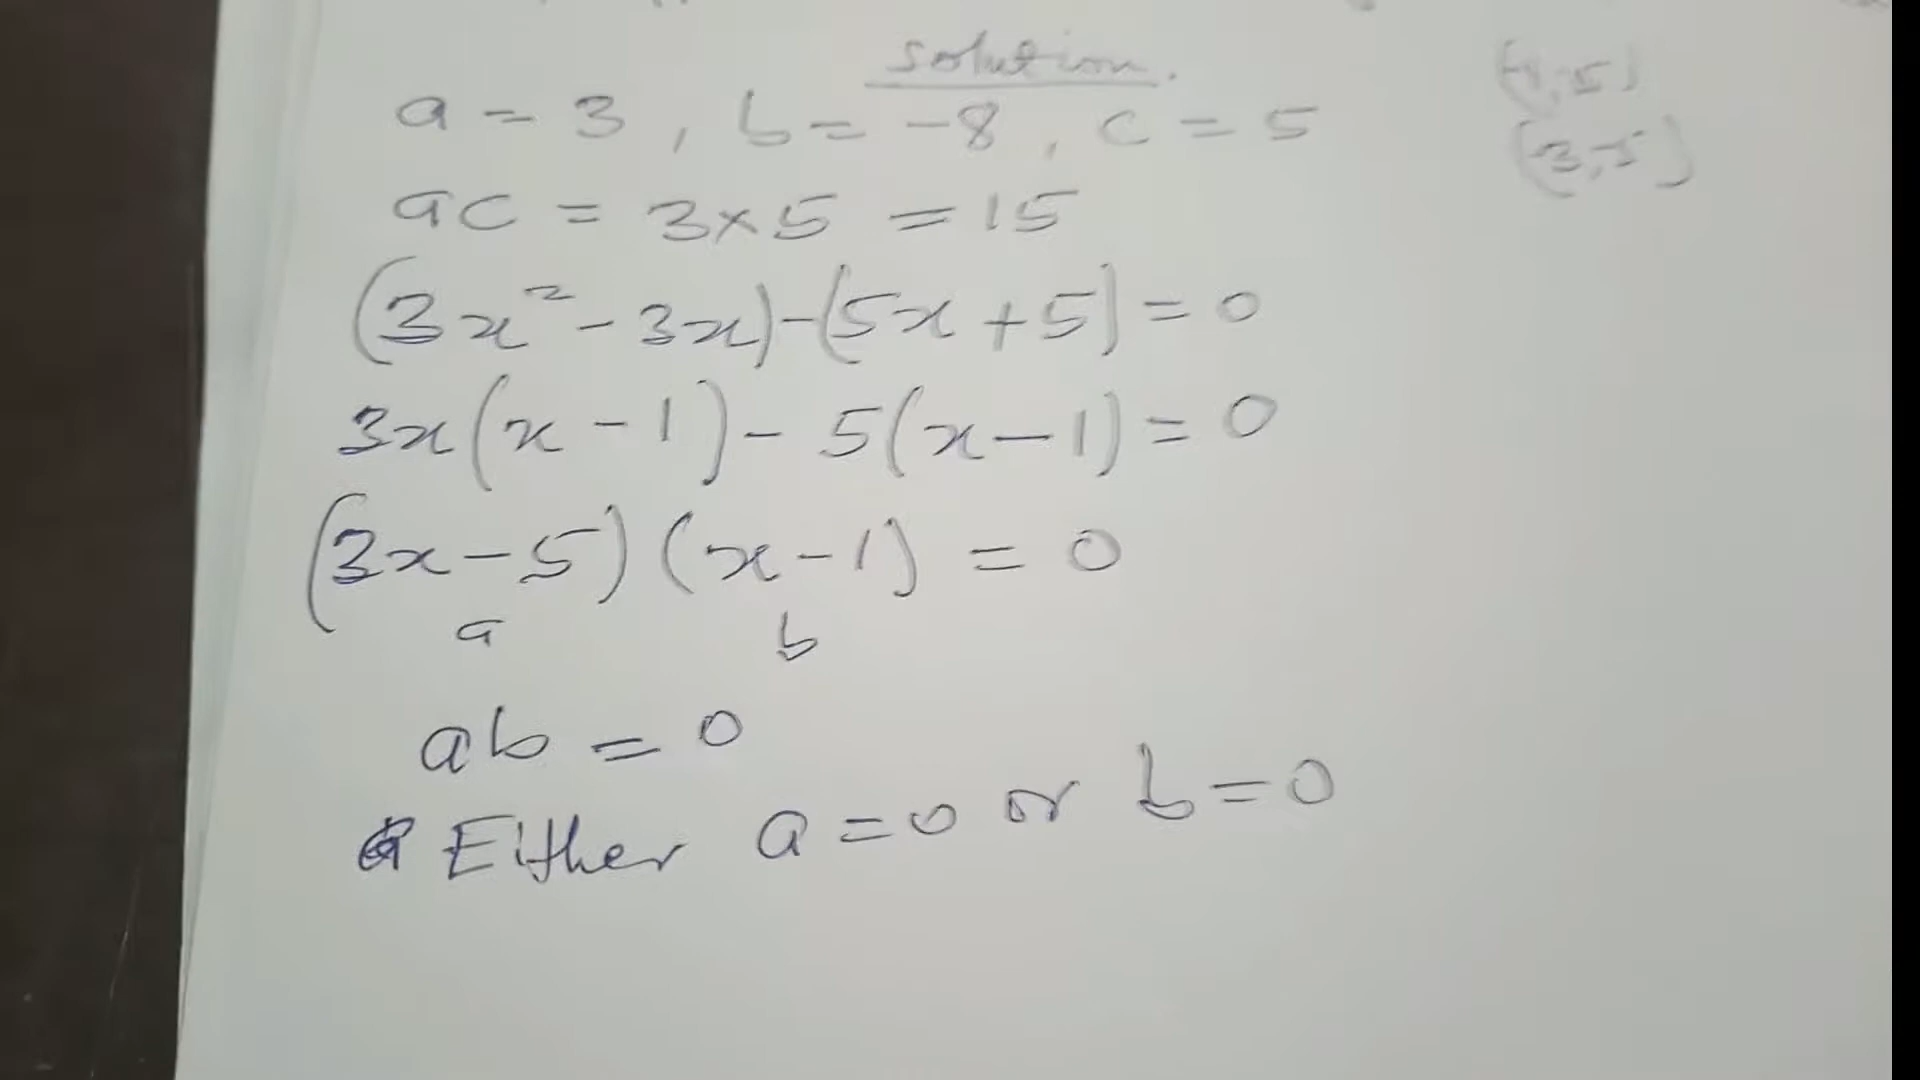 solution.
a = 3, b = -8, c = 5
(3,5)
ac = 3×5 = 15
(3x² - 3x) - (5x + 5) = 0
3x(x - 1) - 5(x - 1) = 0
(3x - 5) (x - 1) = 0
a b
ab = 0
Either a = 0 or b = 0